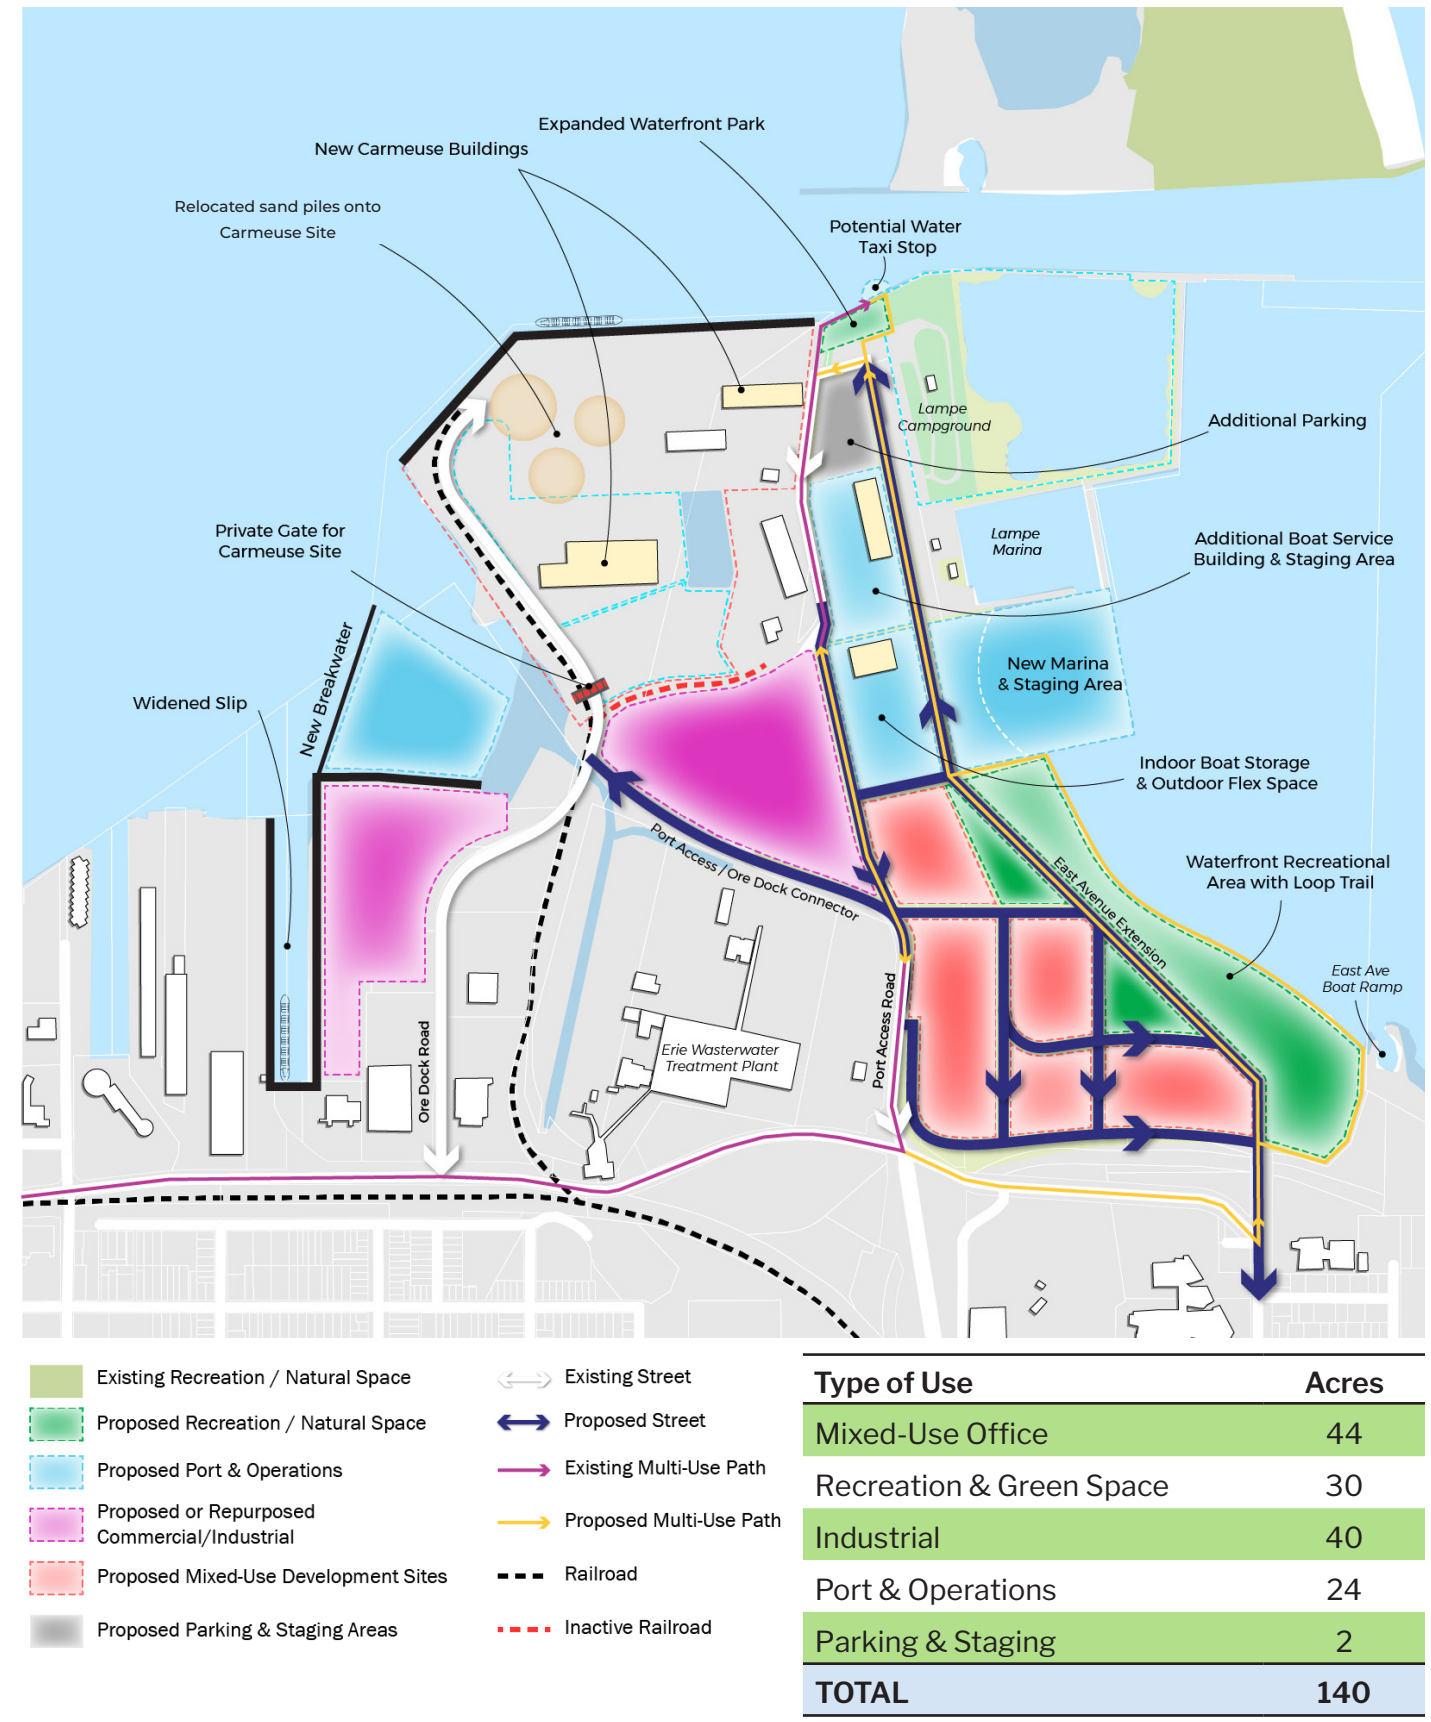 Expanded Waterfront Park
New Carmeuse Buildings
Relocated sand piles onto
Carmeuse Site
Potential Water
Taxi Stop
Lampe
Campground
Additional Parking
Lampe
Marina
Private Gate for
Carmeuse Site
Additional Boat Service
Building & Staging Area
New Breakwater
New Marina
& Staging Area
Widened Slip
Indoor Boat Storage
& Outdoor Flex Space
Port Access / Ore Dock Connector
East Avenue Extension
Waterfront Recreational
Area with Loop Trail
East Ave
Boat Ramp
Port Access Road
Ore Dock Road
Erie Wasterwater
Treatment Plant
Existing Recreation / Natural Space
Proposed Recreation / Natural Space
Proposed Port & Operations
Proposed or Repurposed
Commercial/Industrial
Proposed Mixed-Use Development Sites
Proposed Parking & Staging Areas
Existing Street
Proposed Street
Existing Multi-Use Path
Proposed Multi-Use Path
Railroad
Inactive Railroad
Type of Use Acres
Mixed-Use Office 44
Recreation & Green Space 30
Industrial 40
Port & Operations 24
Parking & Staging 2
TOTAL 140